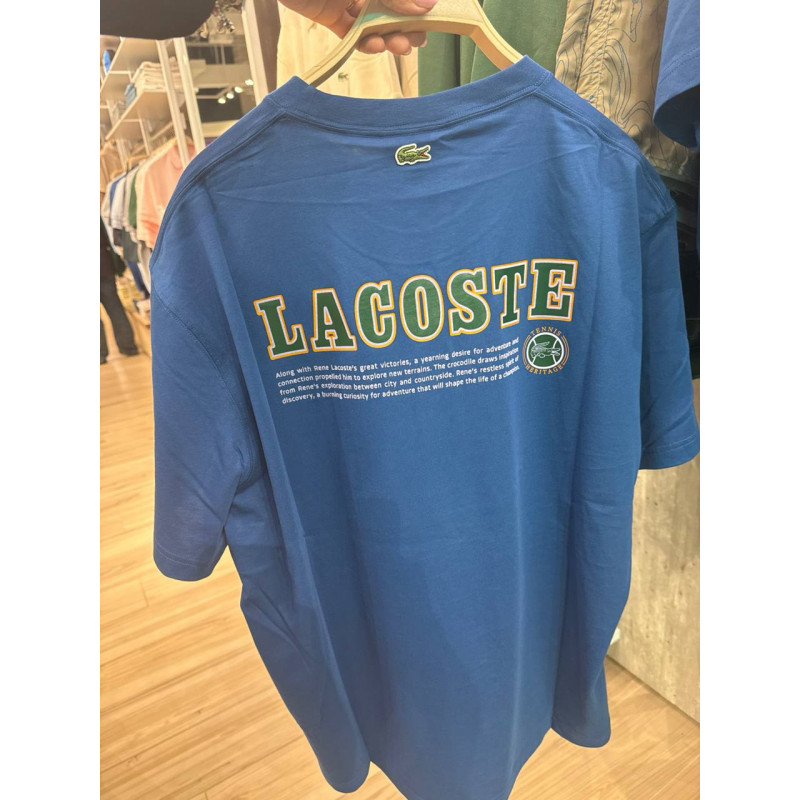 LACOSTE
Along with Rene Lacoste's great victories, a yearning desire for adventure and
connection propelled him to explore new terrains. The crocodile draws inspiration
from Rene's exploration between city and countryside. Rene's restless spirit of
discovery, a burning curiosity for adventure that will shape the life of a champion.
TENNIS
HERITAGE